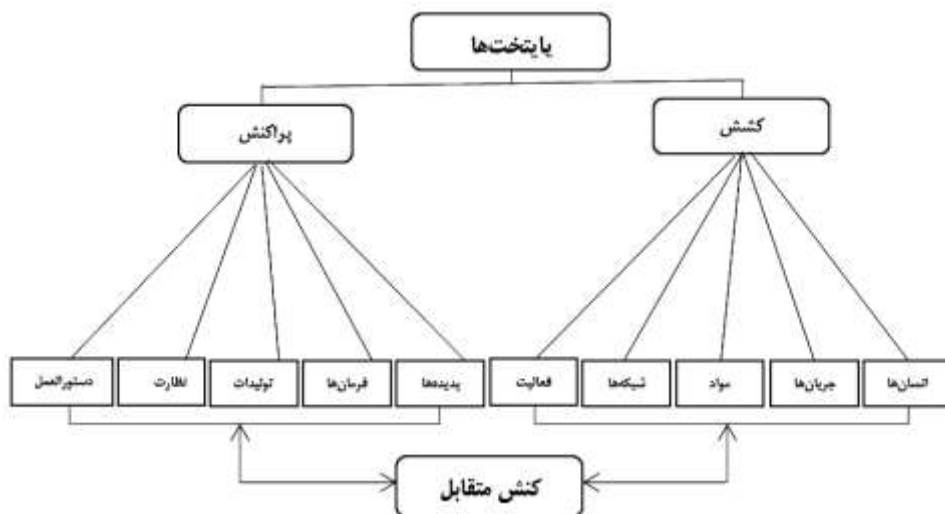 پایتخت‌ها
کشش
پراکنش
انسان‌ها
جریان‌ها
مواد
شبکه‌ها
فعالیت
پدیده‌ها
فرمان‌ها
تولیدات
نظارت
دستورالعمل
کنش متقابل